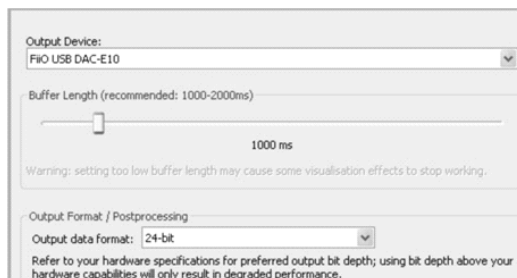 Output Device:
FiiO USB DAC-E10
Buffer Length (recommended: 1000-2000ms)
1000 ms
Warning: setting too low buffer length may cause some visualisation effects to stop working.
Output Format / Postprocessing
Output data format: 24-bit
Refer to your hardware specifications for preferred output bit depth; using bit depth above your
hardware capabilities will only result in degraded performance.